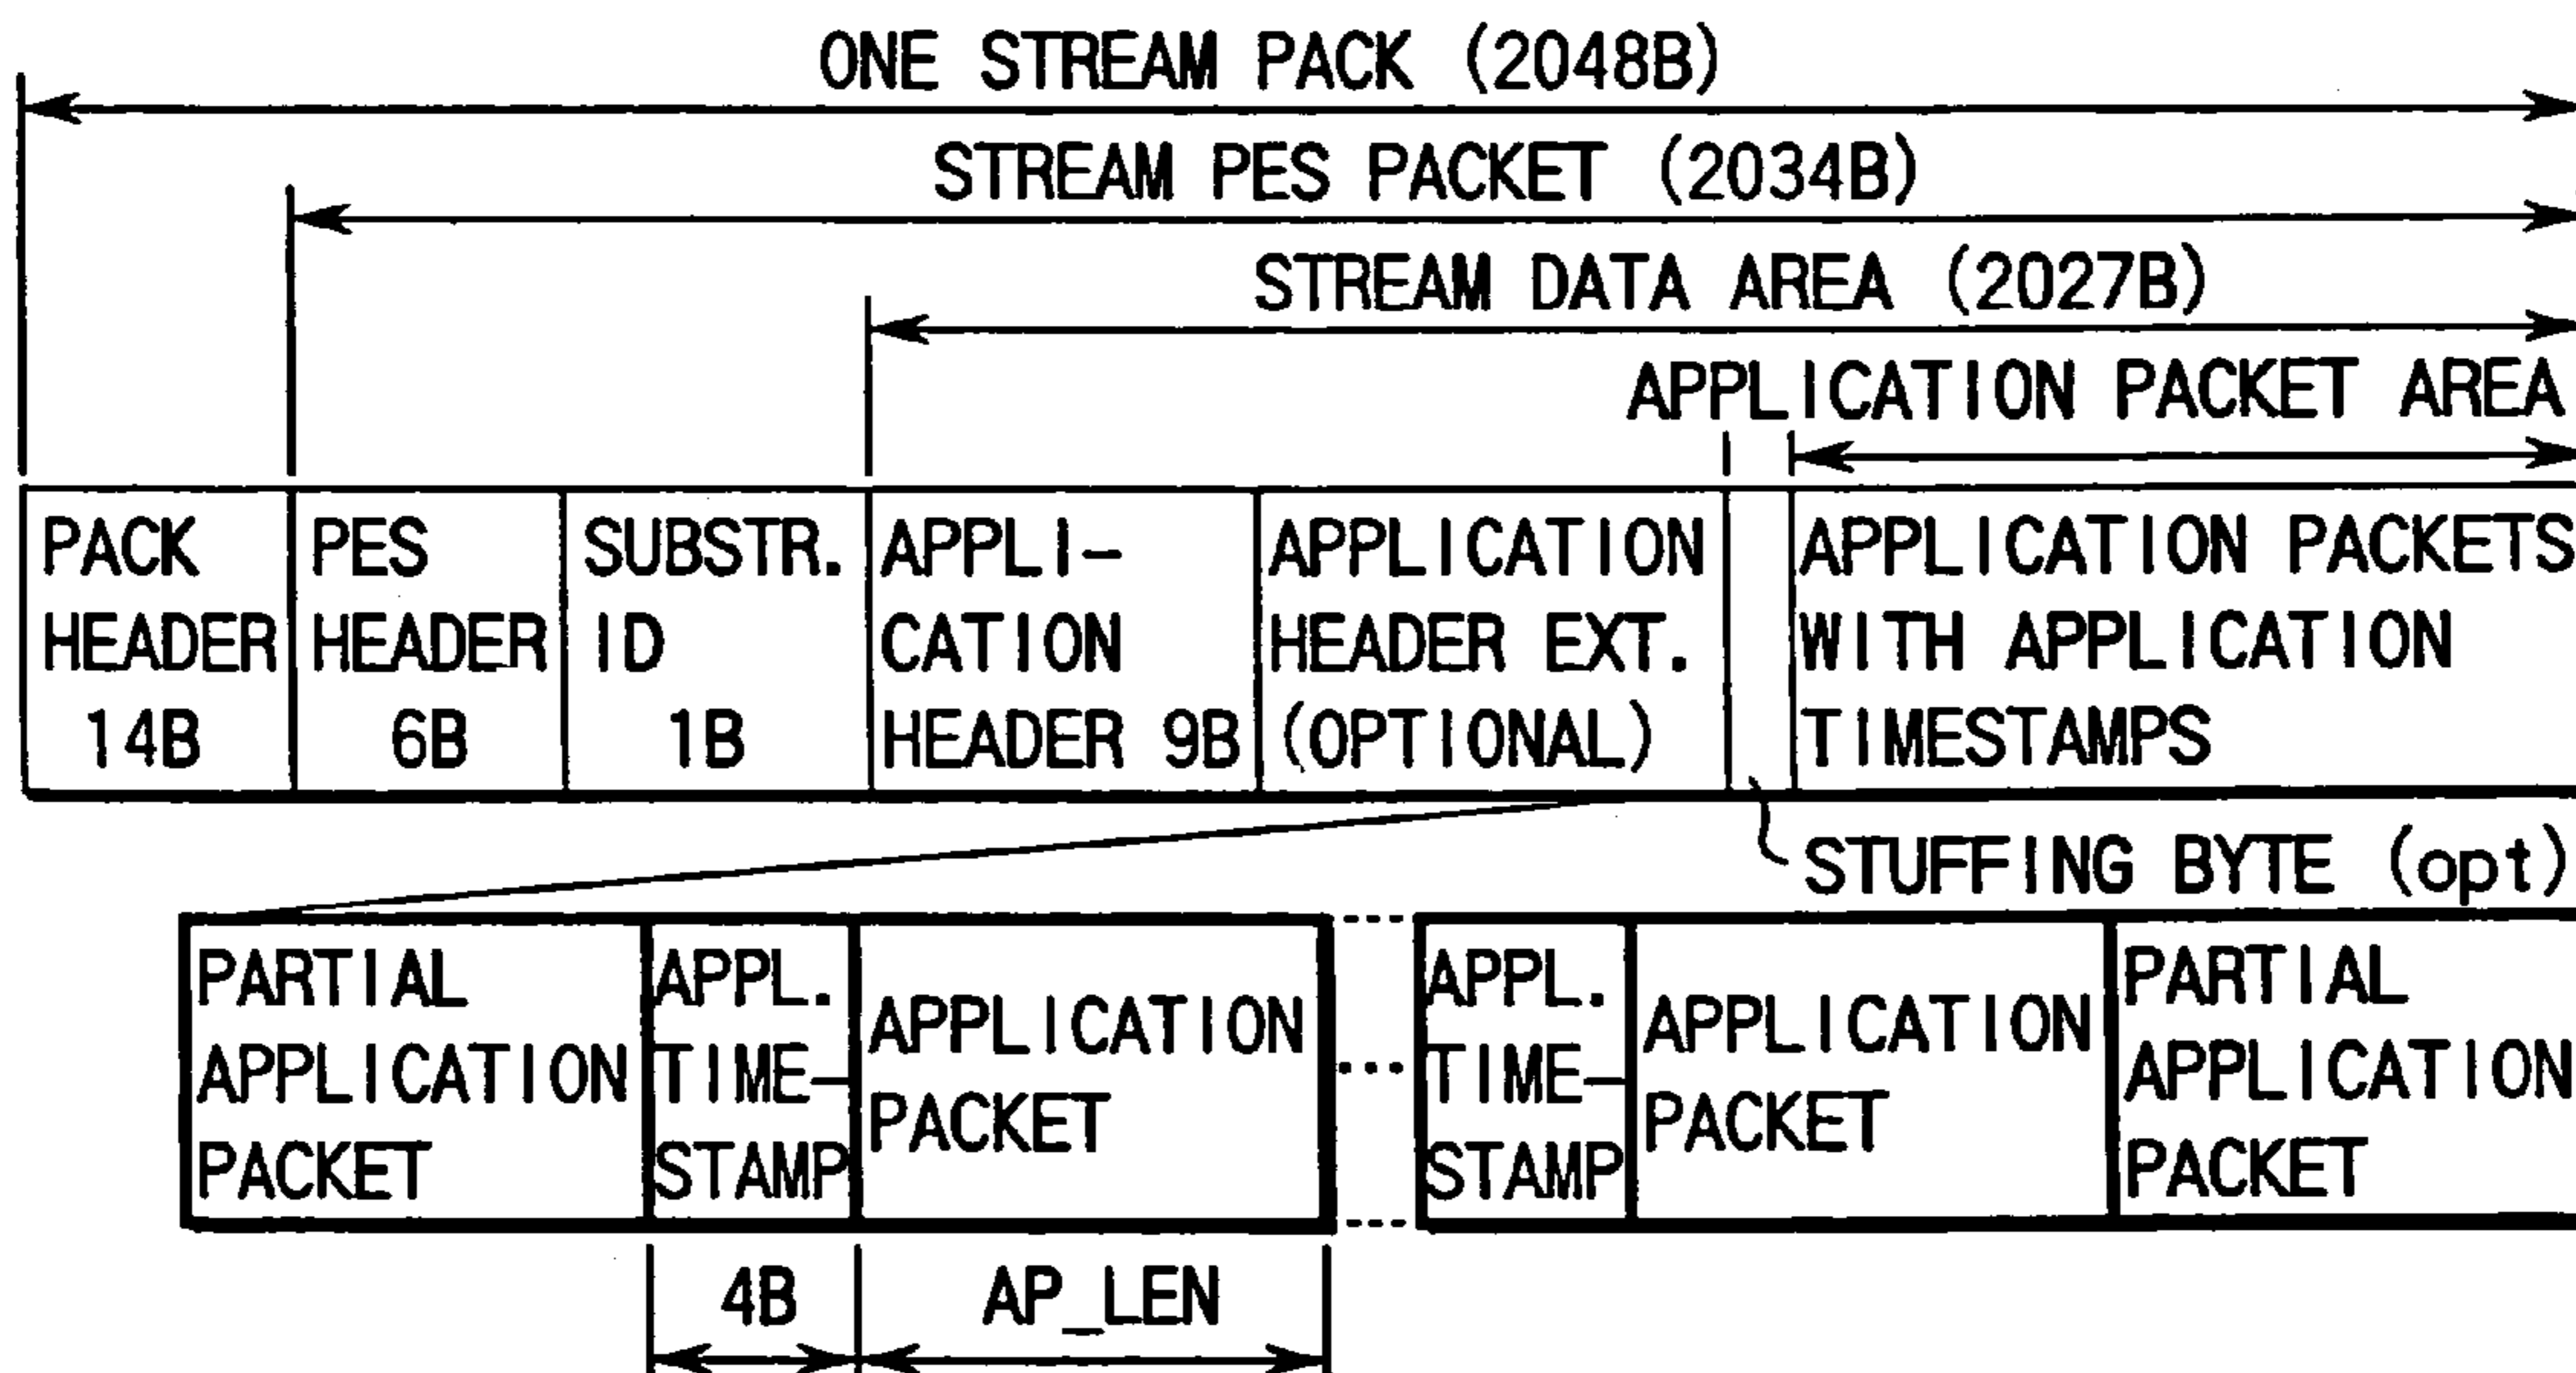 ONE STREAM PACK (2048B)
STREAM PES PACKET (2034B)
STREAM DATA AREA (2027B)
APPLICATION PACKET AREA
PACK
HEADER
14B
PES
HEADER
6B
SUBSTR.
ID
1B
APPLI-
CATION
HEADER 9B
APPLICATION
HEADER EXT.
(OPTIONAL)
APPLICATION PACKETS
WITH APPLICATION
TIMESTAMPS
STUFFING BYTE (opt)
PARTIAL
APPLICATION
PACKET
APPL.
TIME-
STAMP
APPLICATION
PACKET
...
APPL.
TIME-
STAMP
APPLICATION
PACKET
PARTIAL
APPLICATION
PACKET
4B
AP_LEN